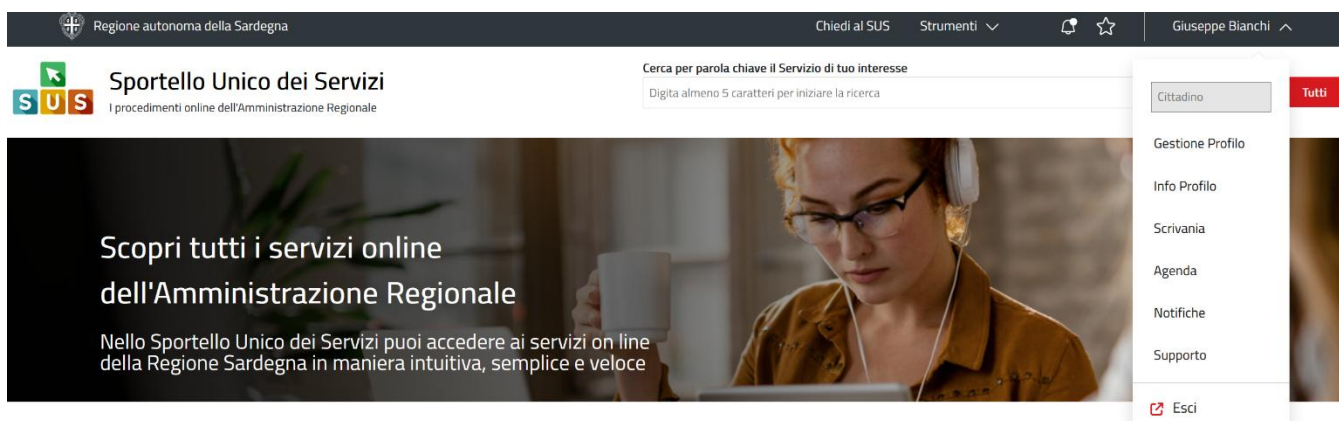 Regione autonoma della Sardegna
Chiedi al SUS
Strumenti
Giuseppe Bianchi
SUS
Sportello Unico dei Servizi
I procedimenti online dell'Amministrazione Regionale
Cerca per parola chiave il Servizio di tuo interesse
Digita almeno 5 caratteri per iniziare la ricerca
Tutti
Cittadino
Gestione Profilo
Info Profilo
Scrivania
Agenda
Notifiche
Supporto
Esci
Scopri tutti i servizi online
dell'Amministrazione Regionale
Nello Sportello Unico dei Servizi puoi accedere ai servizi on line
della Regione Sardegna in maniera intuitiva, semplice e veloce